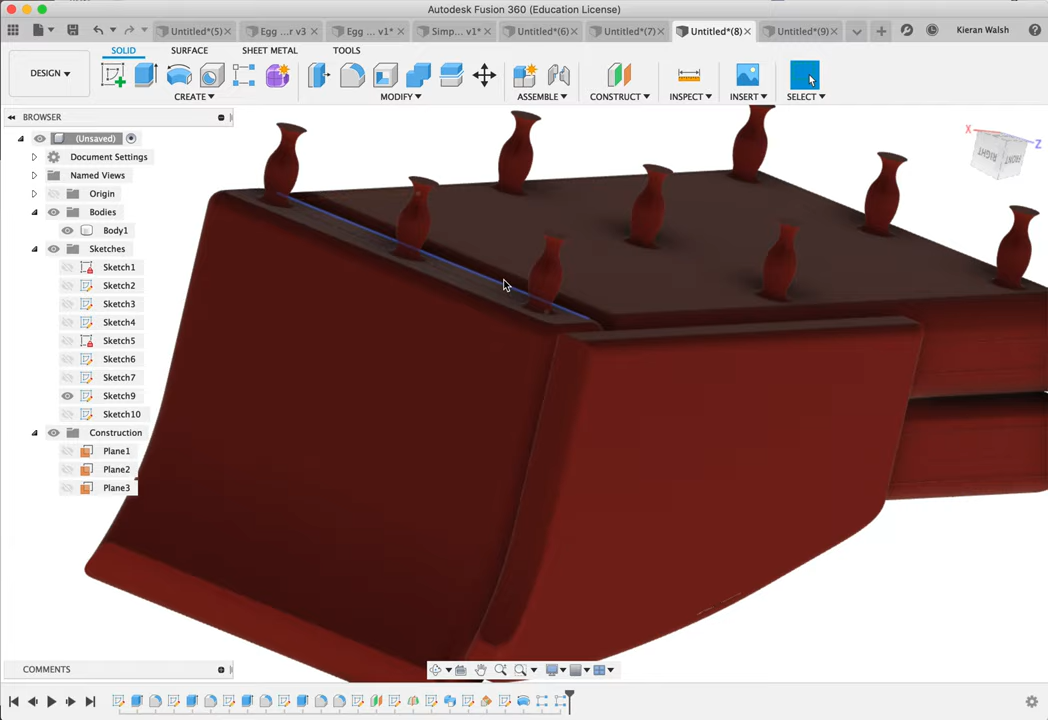 Autodesk Fusion 360 (Education License)
Untitled*(5) Egg ...r v3 Egg ... v1* Simp... v1* Untitled*(6) Untitled*(7) Untitled*(8) Untitled*(9) Kieran Walsh
SOLID SURFACE SHEET METAL TOOLS
DESIGN
CREATE MODIFY ASSEMBLE CONSTRUCT INSPECT INSERT SELECT
BROWSER
(Unsaved)
Document Settings
Named Views
Origin
Bodies
Body1
Sketches
Sketch1
Sketch2
Sketch3
Sketch4
Sketch5
Sketch6
Sketch7
Sketch9
Sketch10
Construction
Plane1
Plane2
Plane3
X Z
RIGHT FRONT
COMMENTS